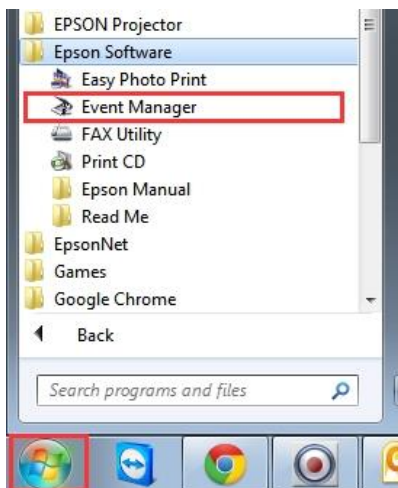 EPSON Projector
Epson Software
Easy Photo Print
Event Manager
FAX Utility
Print CD
Epson Manual
Read Me
EpsonNet
Games
Google Chrome
Back
Search programs and files